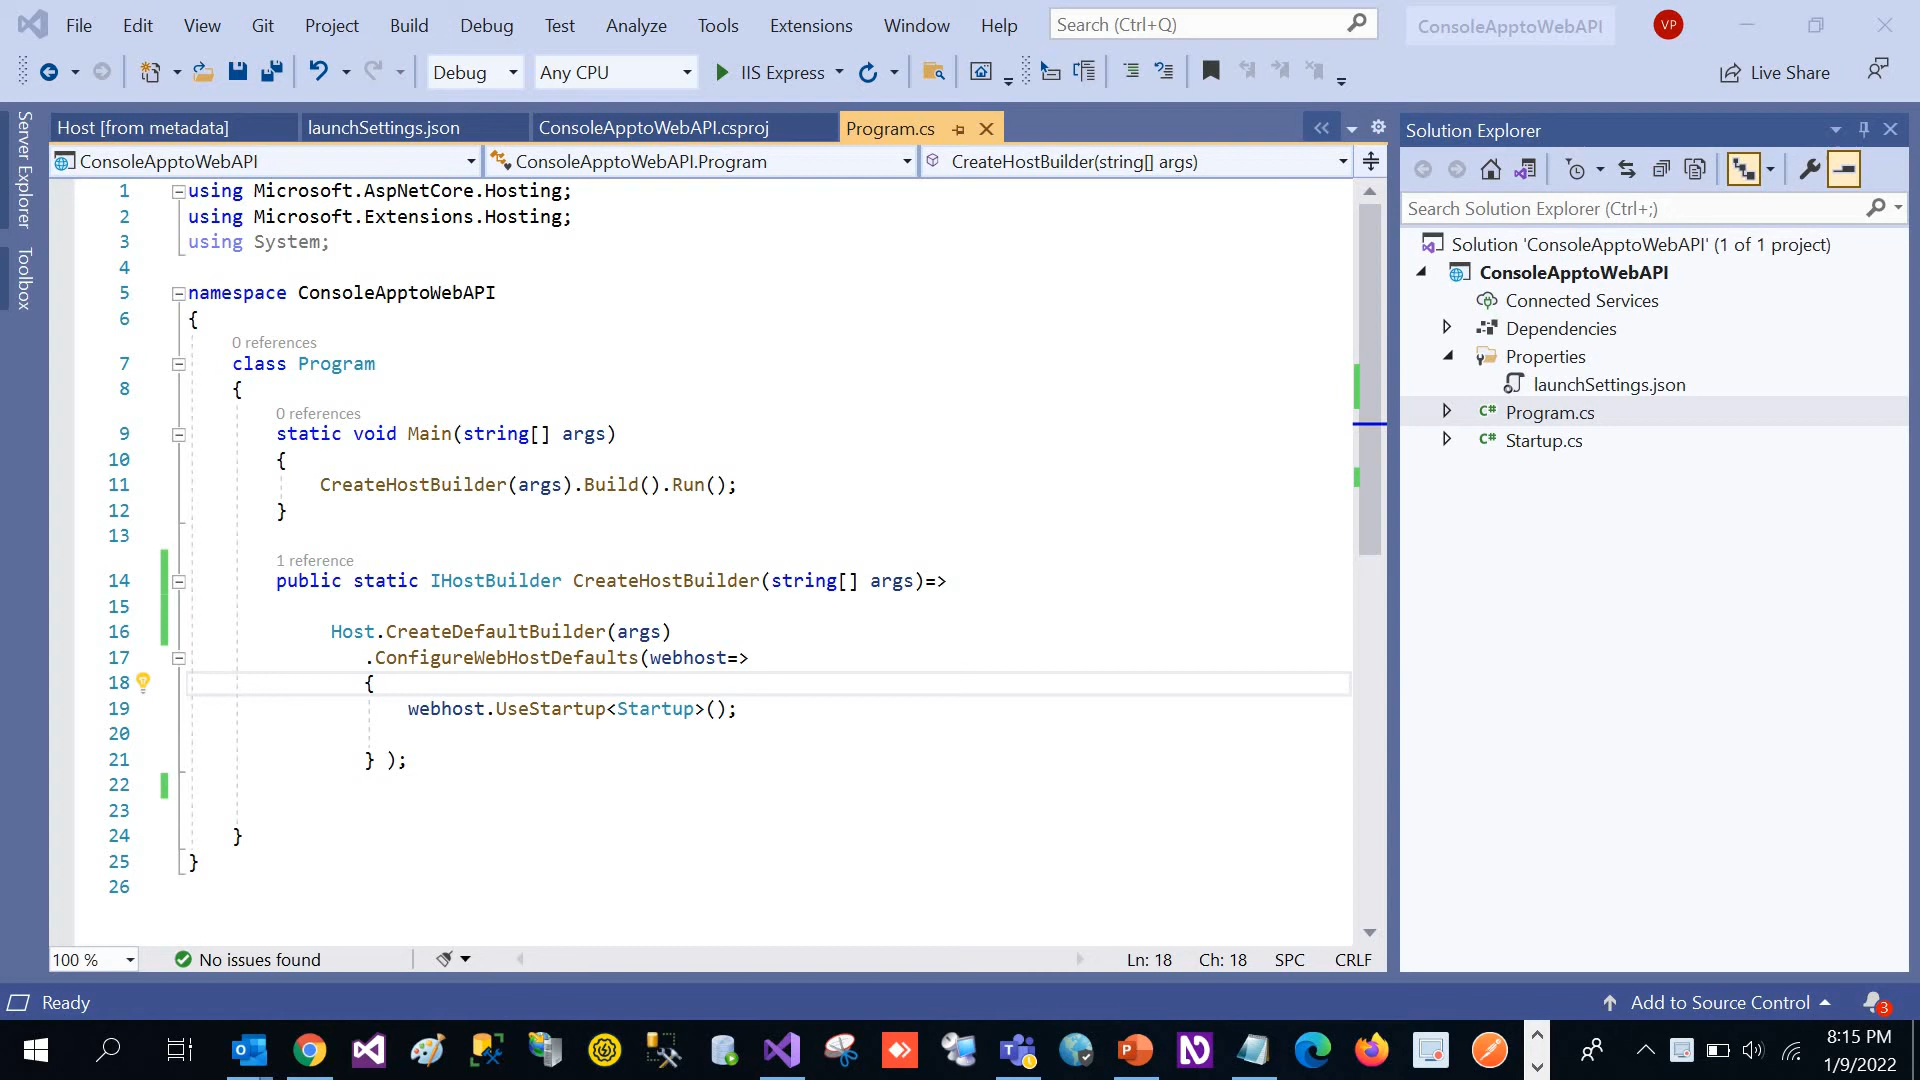 File Edit View Git Project Build Debug Test Analyze Tools Extensions Window Help Search (Ctrl+Q) ConsoleApptoWebAPI VP
Debug Any CPU IIS Express Live Share
Server Explorer
Toolbox
Host [from metadata] launchSettings.json ConsoleApptoWebAPI.csproj Program.cs
ConsoleApptoWebAPI ConsoleApptoWebAPI.Program CreateHostBuilder(string[] args)
1 using Microsoft.AspNetCore.Hosting;
2 using Microsoft.Extensions.Hosting;
3 using System;
4
5 namespace ConsoleApptoWebAPI
6 {
0 references
7 class Program
8 {
0 references
9 static void Main(string[] args)
10 {
11 CreateHostBuilder(args).Build().Run();
12 }
13
1 reference
14 public static IHostBuilder CreateHostBuilder(string[] args)=>
15
16 Host.CreateDefaultBuilder(args)
17 .ConfigureWebHostDefaults(webhost=>
18 {
19 webhost.UseStartup<Startup>();
20
21 } );
22
23
24 }
25 }
26
100 % No issues found Ln: 18 Ch: 18 SPC CRLF
Solution Explorer
Search Solution Explorer (Ctrl+;)
Solution 'ConsoleApptoWebAPI' (1 of 1 project)
ConsoleApptoWebAPI
Connected Services
Dependencies
Properties
launchSettings.json
C# Program.cs
C# Startup.cs
Ready Add to Source Control 3
8:15 PM
1/9/2022